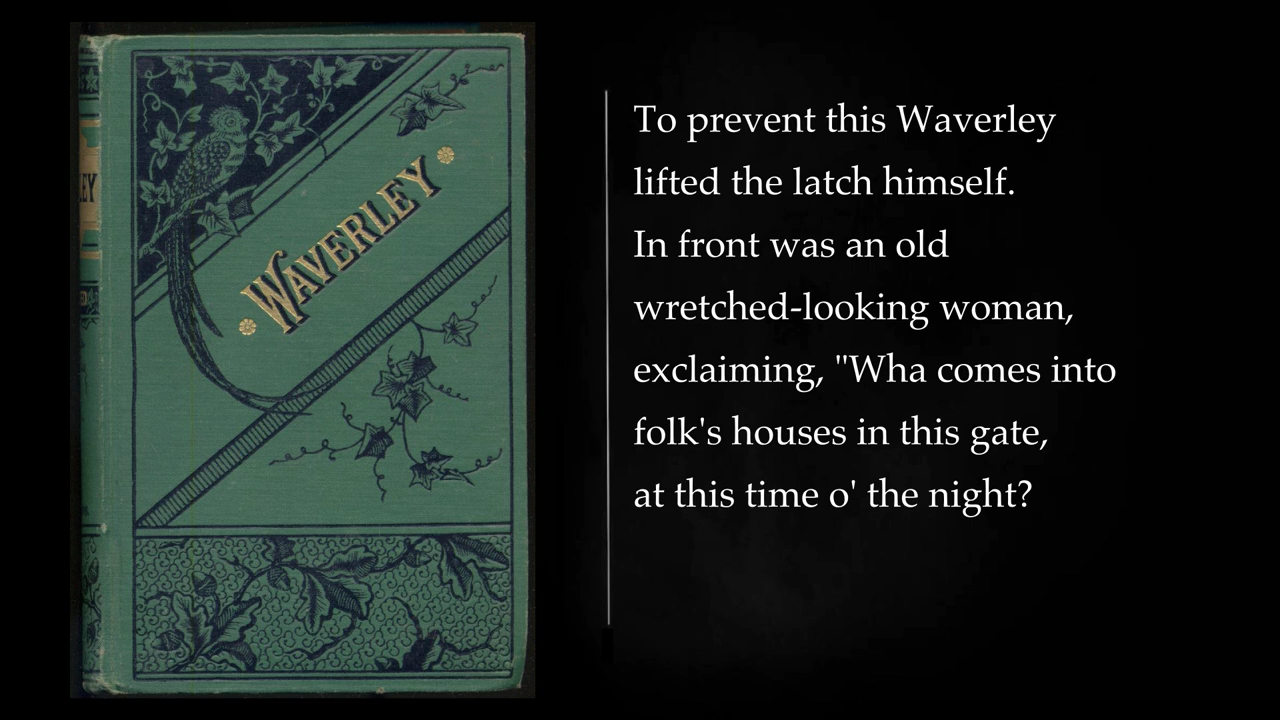 WAVERLEY
EY
To prevent this Waverley
lifted the latch himself.
In front was an old
wretched-looking woman,
exclaiming, "Wha comes into
folk's houses in this gate,
at this time o' the night?